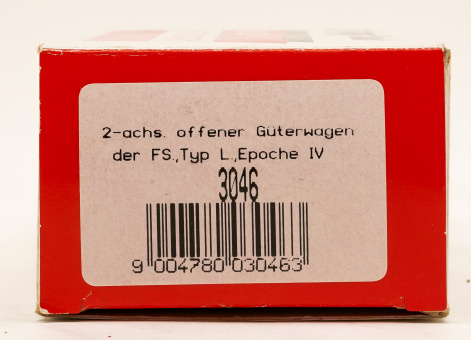 2-achs. offener Güterwagen
der FS.,Typ L.,Epoche IV
3046
9 004780 030463